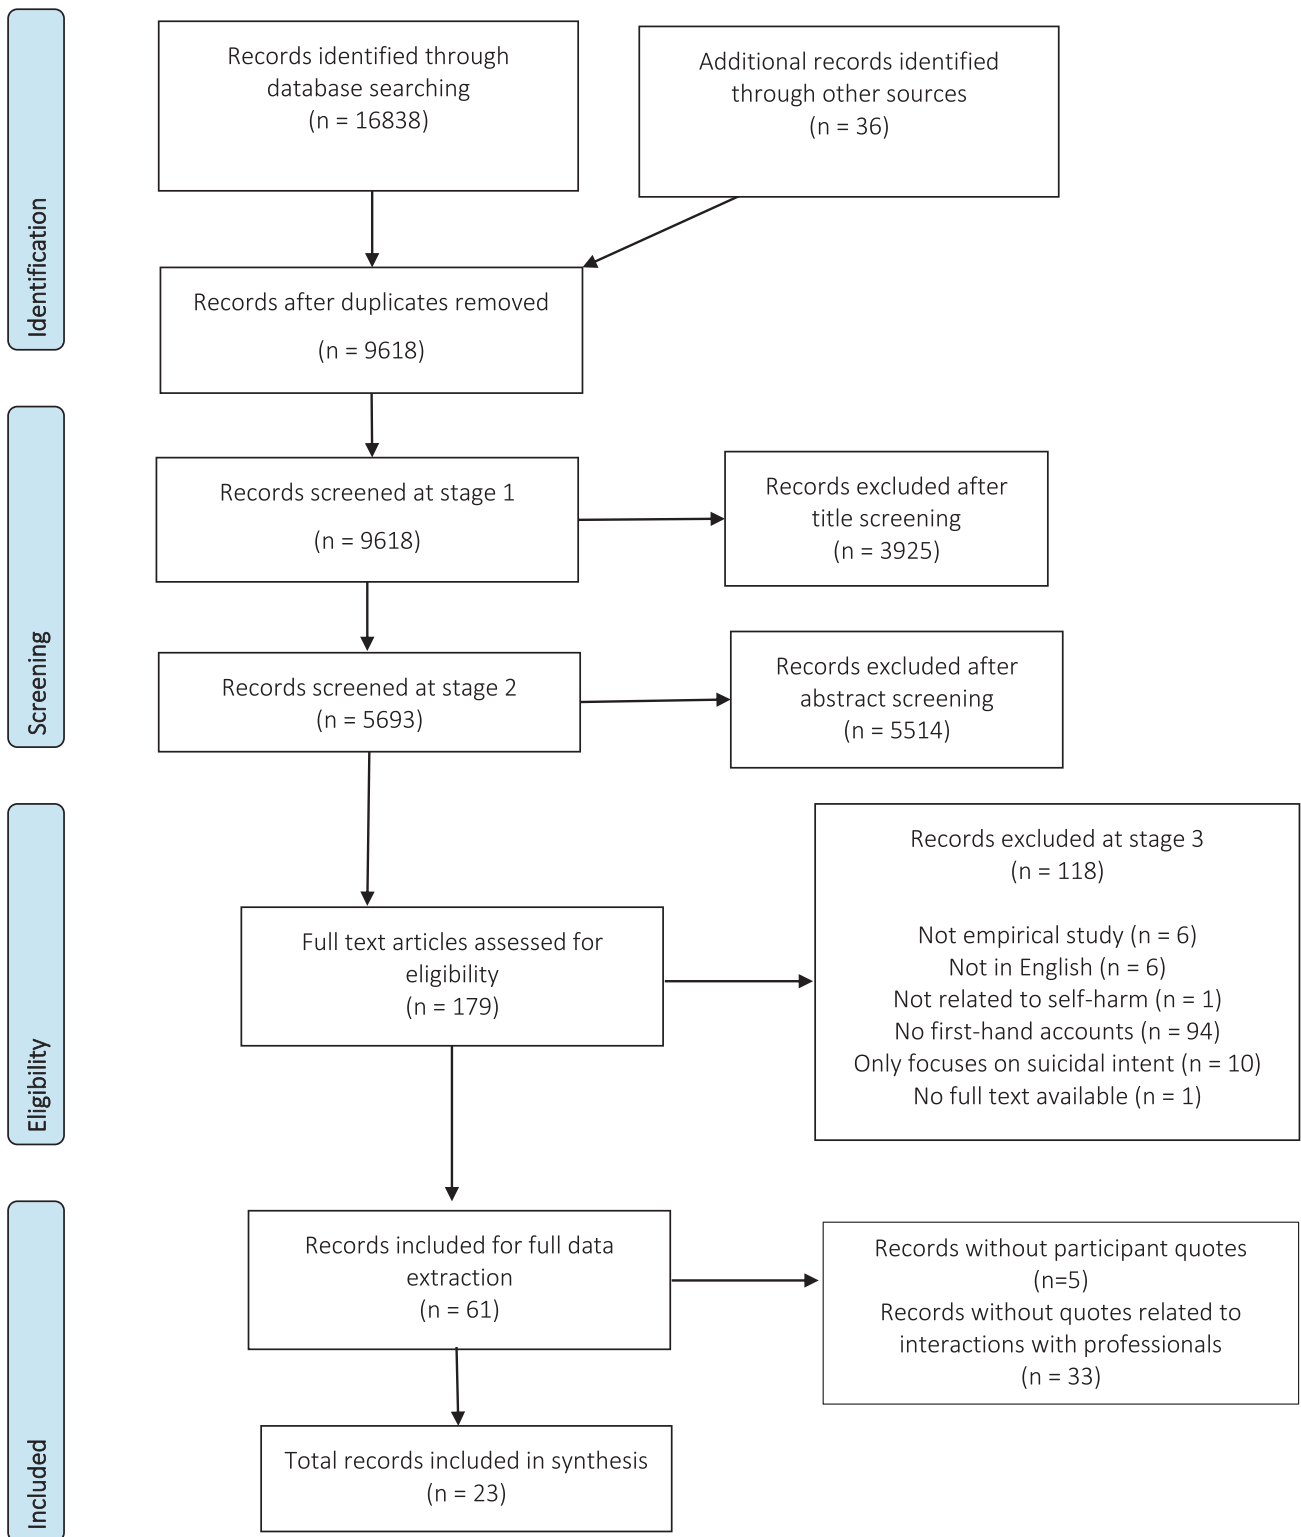 Identification
Records identified through
database searching
(n = 16838)
Additional records identified
through other sources
(n = 36)
Records after duplicates removed
(n = 9618)
Screening
Records screened at stage 1
(n = 9618)
Records excluded after
title screening
(n = 3925)
Records screened at stage 2
(n = 5693)
Records excluded after
abstract screening
(n = 5514)
Eligibility
Full text articles assessed for
eligibility
(n = 179)
Records excluded at stage 3
(n = 118)
Not empirical study (n = 6)
Not in English (n = 6)
Not related to self-harm (n = 1)
No first-hand accounts (n = 94)
Only focuses on suicidal intent (n = 10)
No full text available (n = 1)
Included
Records included for full data
extraction
(n = 61)
Records without participant quotes
(n=5)
Records without quotes related to
interactions with professionals
(n = 33)
Total records included in synthesis
(n = 23)